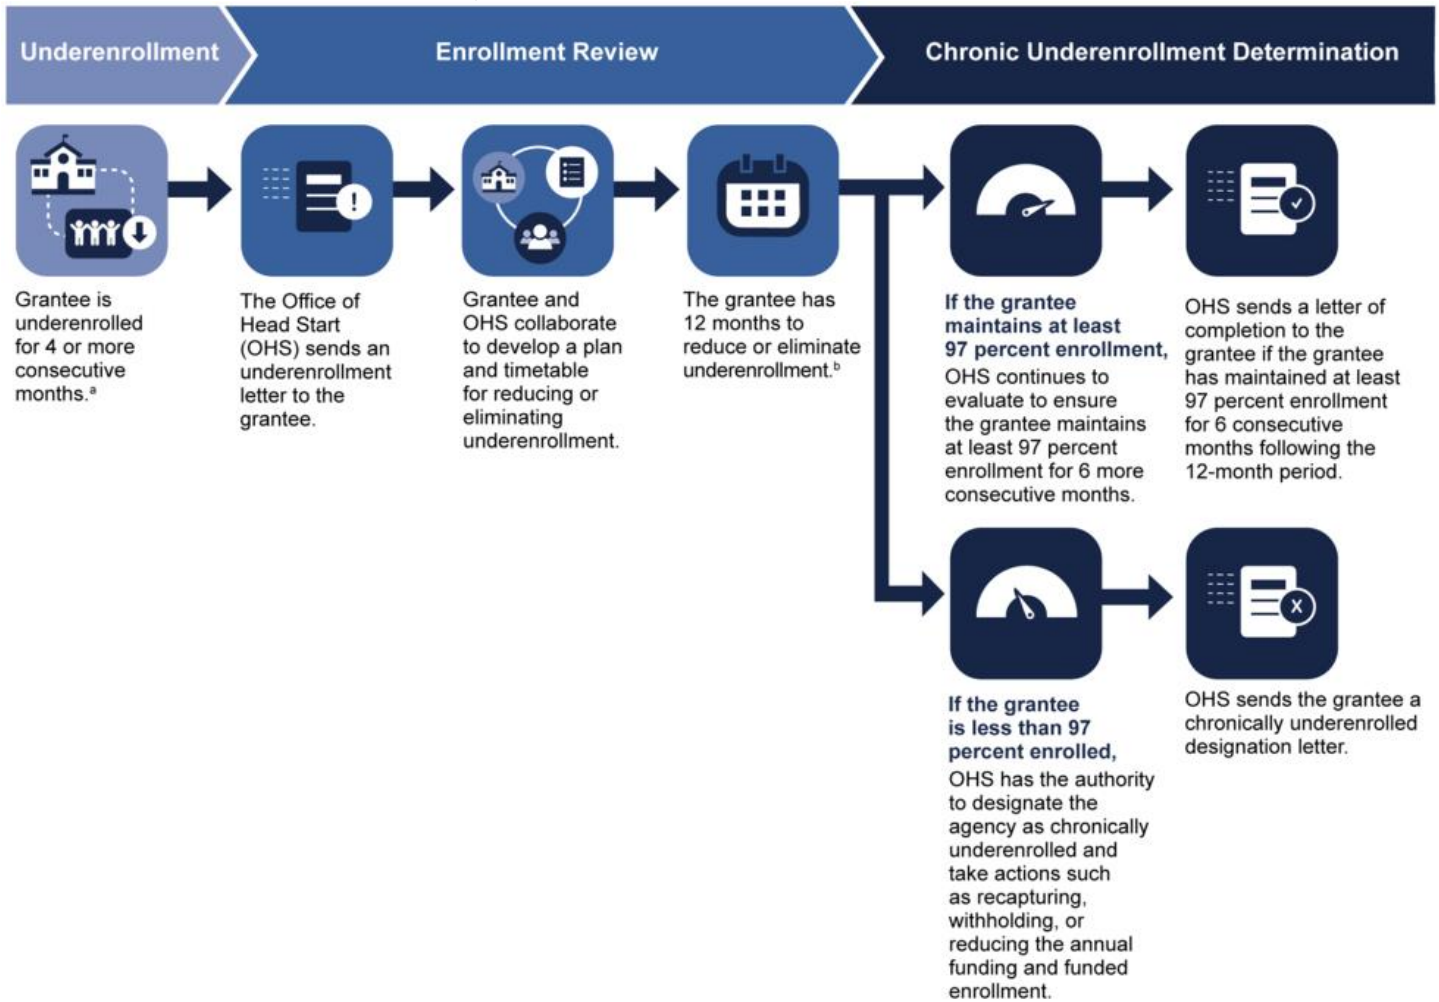 Underenrollment
Enrollment Review
Chronic Underenrollment Determination
Grantee is
underenrolled
for 4 or more
consecutive
months.ª
The Office of
Head Start
(OHS) sends an
underenrollment
letter to the
grantee.
Grantee and
OHS collaborate
to develop a plan
and timetable
for reducing or
eliminating
underenrollment.
The grantee has
12 months to
reduce or eliminate
underenrollment.ᵇ
If the grantee
maintains at least
97 percent enrollment,
OHS continues to
evaluate to ensure
the grantee maintains
at least 97 percent
enrollment for 6 more
consecutive months.
OHS sends a letter of
completion to the
grantee if the grantee
has maintained at least
97 percent enrollment
for 6 consecutive
months following the
12-month period.
If the grantee
is less than 97
percent enrolled,
OHS has the authority
to designate the
agency as chronically
underenrolled and
take actions such
as recapturing,
withholding, or
reducing the annual
funding and funded
enrollment.
OHS sends the grantee a
chronically underenrolled
designation letter.